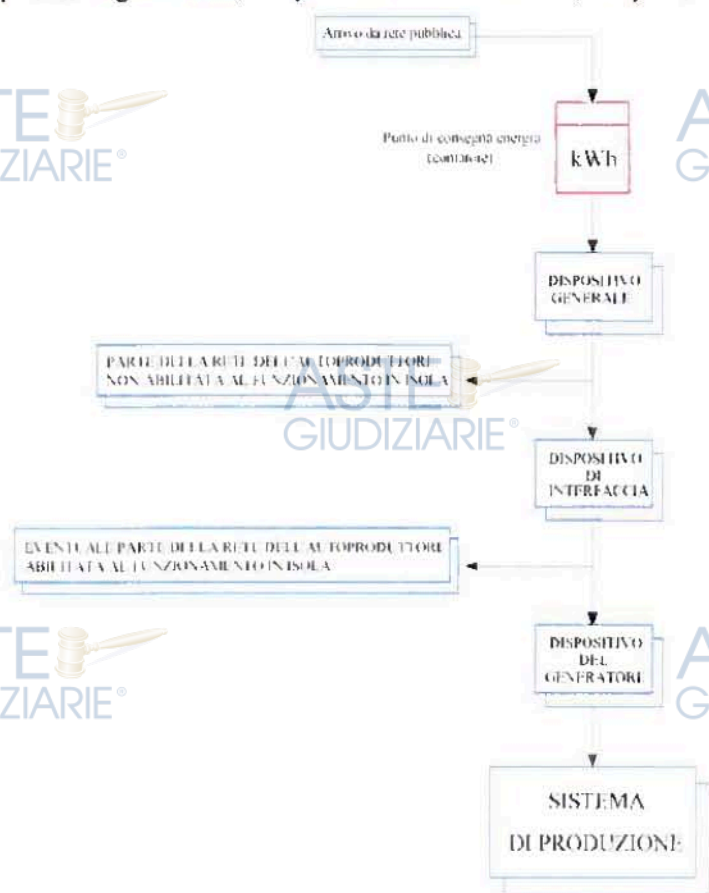 Arrivo da rete pubblica
Punto di consegna energia
(contatore)
kWh
DISPOSITIVO
GENERALE
PARTE DELLA RETE DELL'AUTOPRODUTTORE
NON ABILITATA AL FUNZIONAMENTO IN ISOLA
DISPOSITIVO
DI
INTERFACCIA
EVENTUALE PARTE DELLA RETE DELL'AUTOPRODUTTORE
ABILITATA AL FUNZIONAMENTO IN ISOLA
DISPOSITIVO
DEL
GENERATORE
SISTEMA
DI PRODUZIONE
ASTE
GIUDIZIARIE®